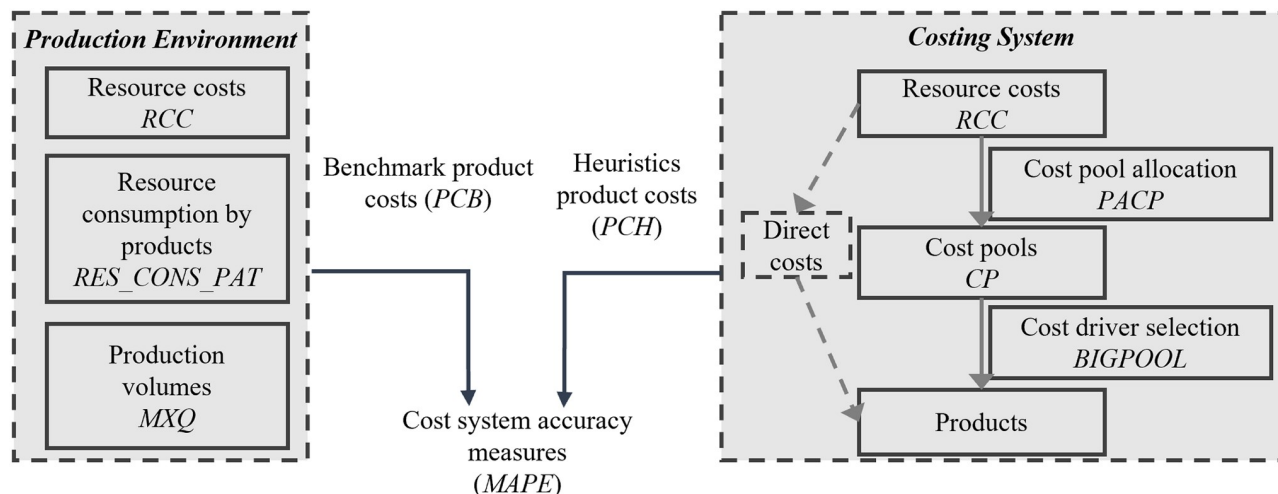 Production Environment
Resource costs
RCC
Resource
consumption by
products
RES_CONS_PAT
Production
volumes
MXQ
Benchmark product
costs (PCB)
Heuristics
product costs
(PCH)
Cost system accuracy
measures
(MAPE)
Costing System
Resource costs
RCC
Cost pool allocation
PACP
Direct
costs
Cost pools
CP
Cost driver selection
BIGPOOL
Products